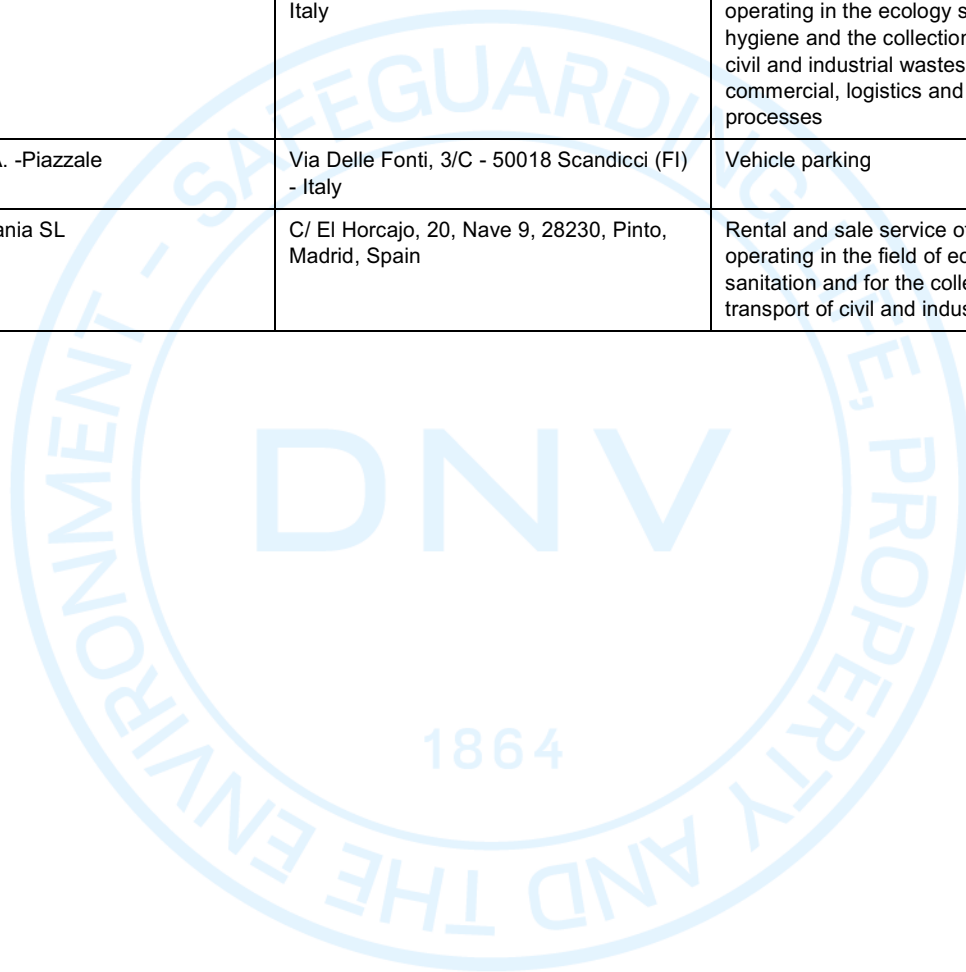 Italy
operating in the ecology s
hygiene and the collection
civil and industrial wastes
commercial, logistics and
processes
A. -Piazzale
Via Delle Fonti, 3/C - 50018 Scandicci (FI)
- Italy
Vehicle parking
ania SL
C/ El Horcajo, 20, Nave 9, 28230, Pinto,
Madrid, Spain
Rental and sale service of
operating in the field of ec
sanitation and for the colle
transport of civil and indus
SAFEGUARDING LIFE, PROPERTY AND THE ENVIRONMENT -
DNV
1864